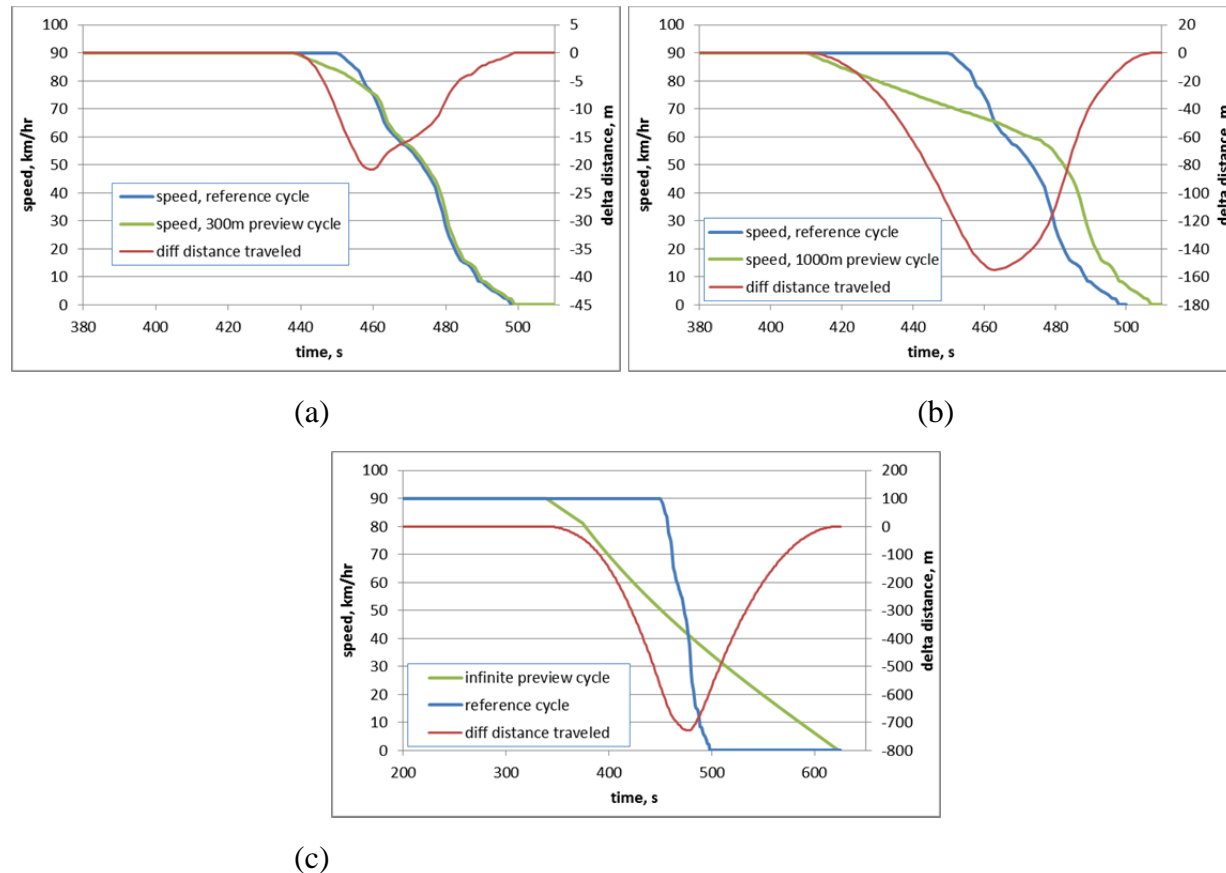 100
90
80
70
60
50
40
30
20
10
0
speed, km/hr
5
0
-5
-10
-15
-20
-25
-30
-35
-40
-45
delta distance, m
speed, reference cycle
speed, 300m preview cycle
diff distance traveled
380 400 420 440 460 480 500
time, s
(a)
100
90
80
70
60
50
40
30
20
10
0
speed, km/hr
20
0
-20
-40
-60
-80
-100
-120
-140
-160
-180
delta distance, m
speed, reference cycle
speed, 1000m preview cycle
diff distance traveled
380 400 420 440 460 480 500
time, s
(b)
100
90
80
70
60
50
40
30
20
10
0
speed, km/hr
200
100
0
-100
-200
-300
-400
-500
-600
-700
-800
delta distance, m
infinite preview cycle
reference cycle
diff distance traveled
200 300 400 500 600
time, s
(c)